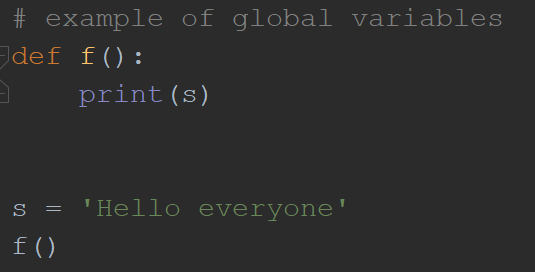 # example of global variables
def f():
    print(s)
s = 'Hello everyone'
f()